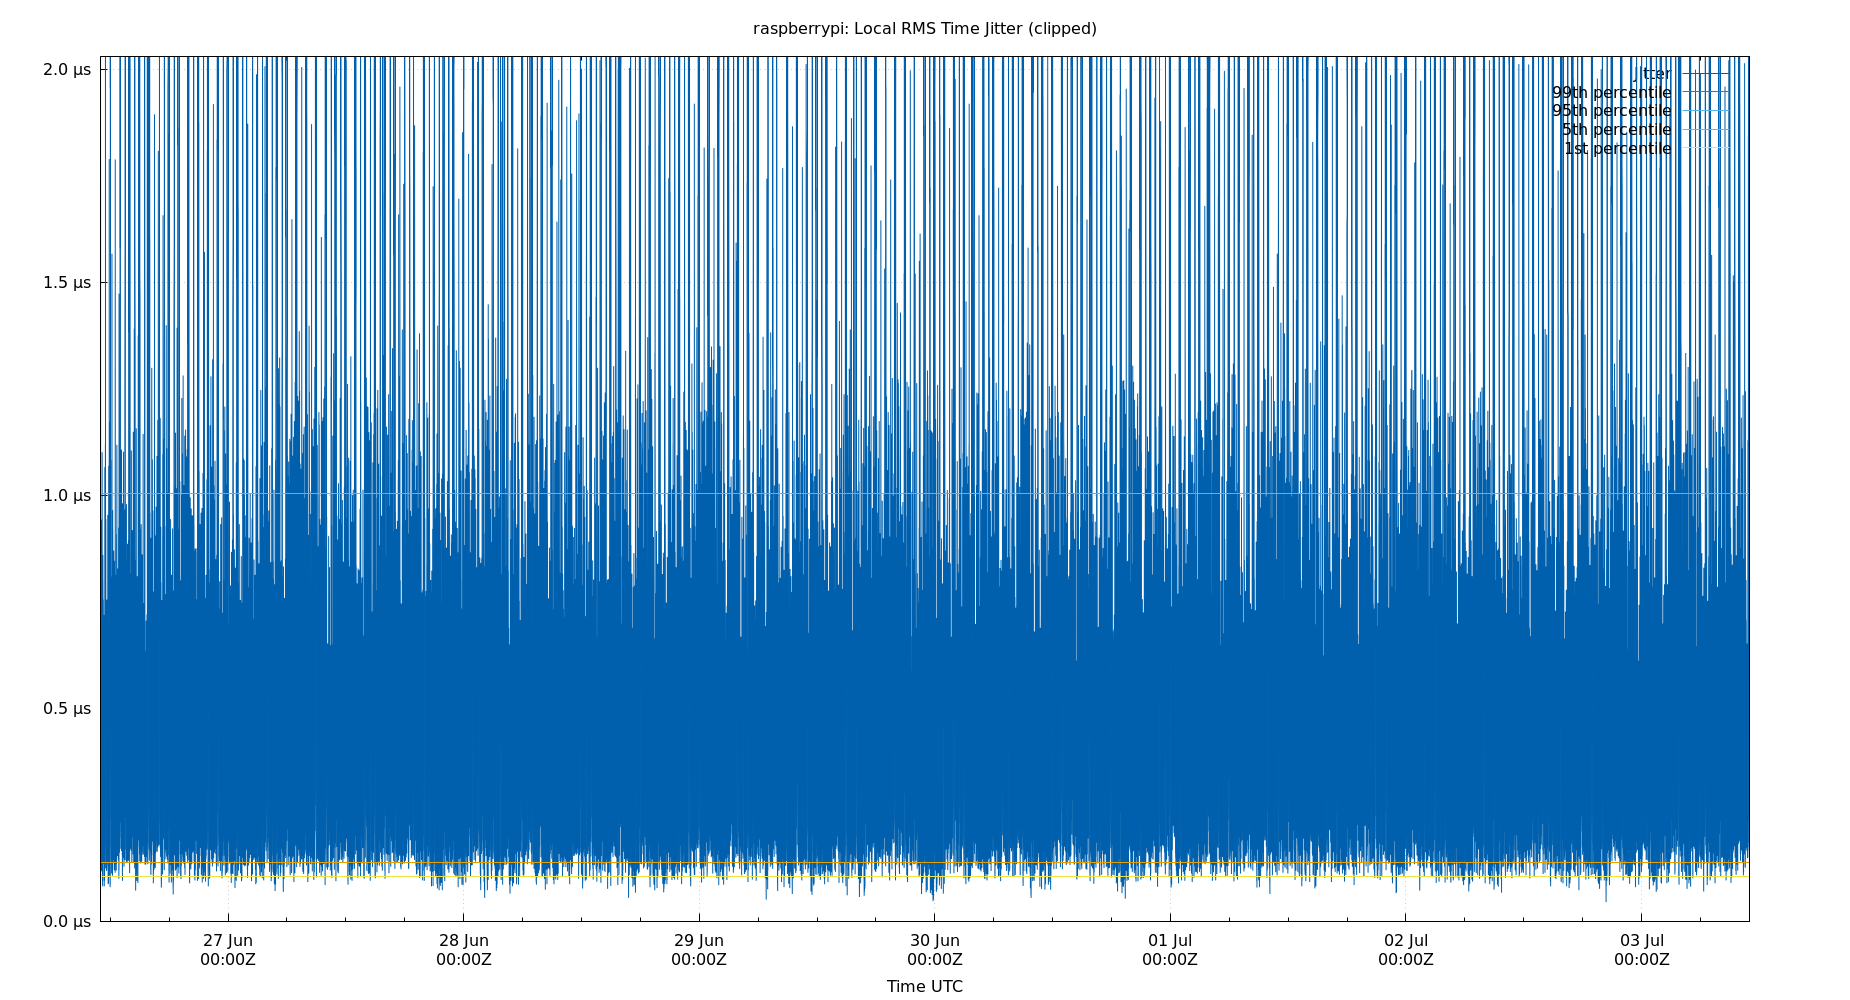 raspberrypi: Local RMS Time Jitter (clipped)
2.0 µs
jitter
99th percentile
95th percentile
5th percentile
1st percentile
1.5 µs
1.0 µs
0.5 µs
0.0 µs
27 Jun 28 Jun 29 Jun 30 Jun 01 Jul 02 Jul 03 Jul
00:00Z 00:00Z 00:00Z 00:00Z 00:00Z 00:00Z 00:00Z
Time UTC